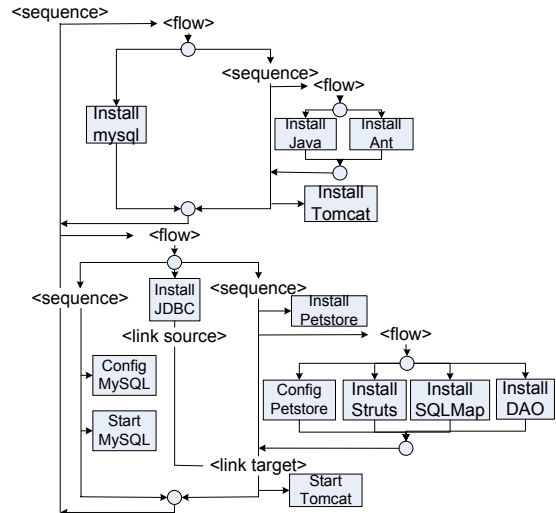 <sequence>
<flow>
<sequence>
<flow>
Install
mysql
Install
Java
Install
Ant
Install
Tomcat
<flow>
<sequence>
Install
JDBC
<sequence>
Install
Petstore
<link source>
<flow>
Config
MySQL
Config
Petstore
Install
Struts
Install
SQLMap
Install
DAO
Start
MySQL
<link target>
Start
Tomcat